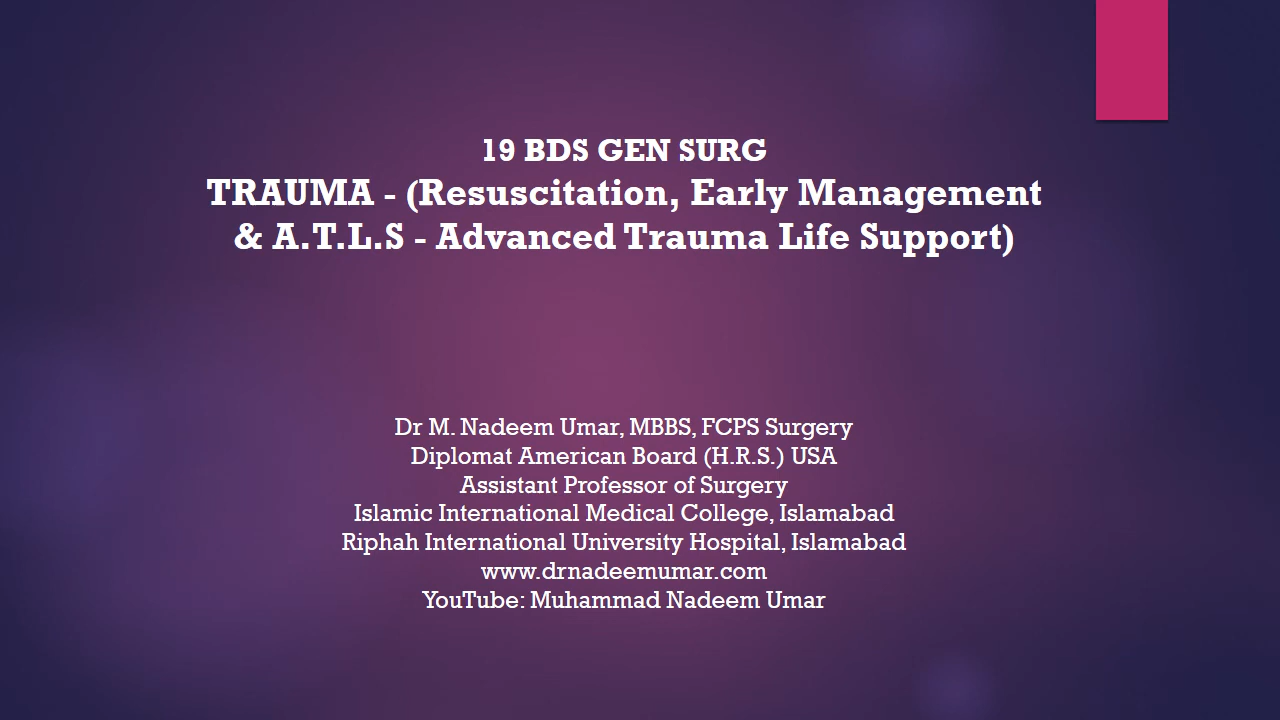 19 BDS GEN SURG
TRAUMA - (Resuscitation, Early Management
& A.T.L.S - Advanced Trauma Life Support)
Dr M. Nadeem Umar, MBBS, FCPS Surgery
Diplomat American Board (H.R.S.) USA
Assistant Professor of Surgery
Islamic International Medical College, Islamabad
Riphah International University Hospital, Islamabad
www.drnadeemumar.com
YouTube: Muhammad Nadeem Umar